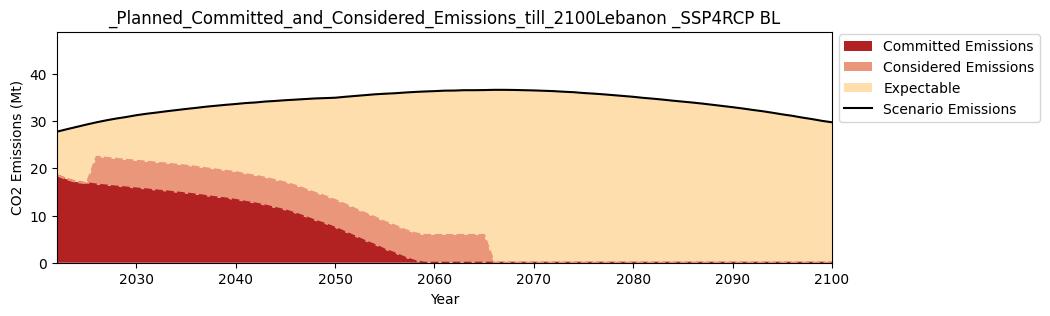 _Planned_Committed_and_Considered_Emissions_till_2100Lebanon _SSP4RCP BL
CO2 Emissions (Mt)
40
30
20
10
0
2030 2040 2050 2060 2070 2080 2090 2100
Year
Committed Emissions
Considered Emissions
Expectable
Scenario Emissions